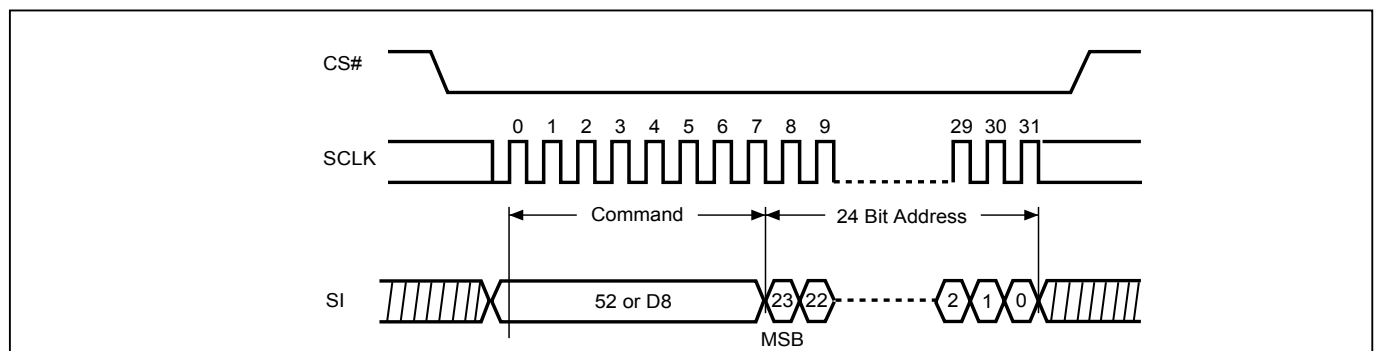 CS#
0 1 2 3 4 5 6 7 8 9 29 30 31
SCLK
Command 24 Bit Address
SI 52 or D8 23 22 2 1 0
MSB